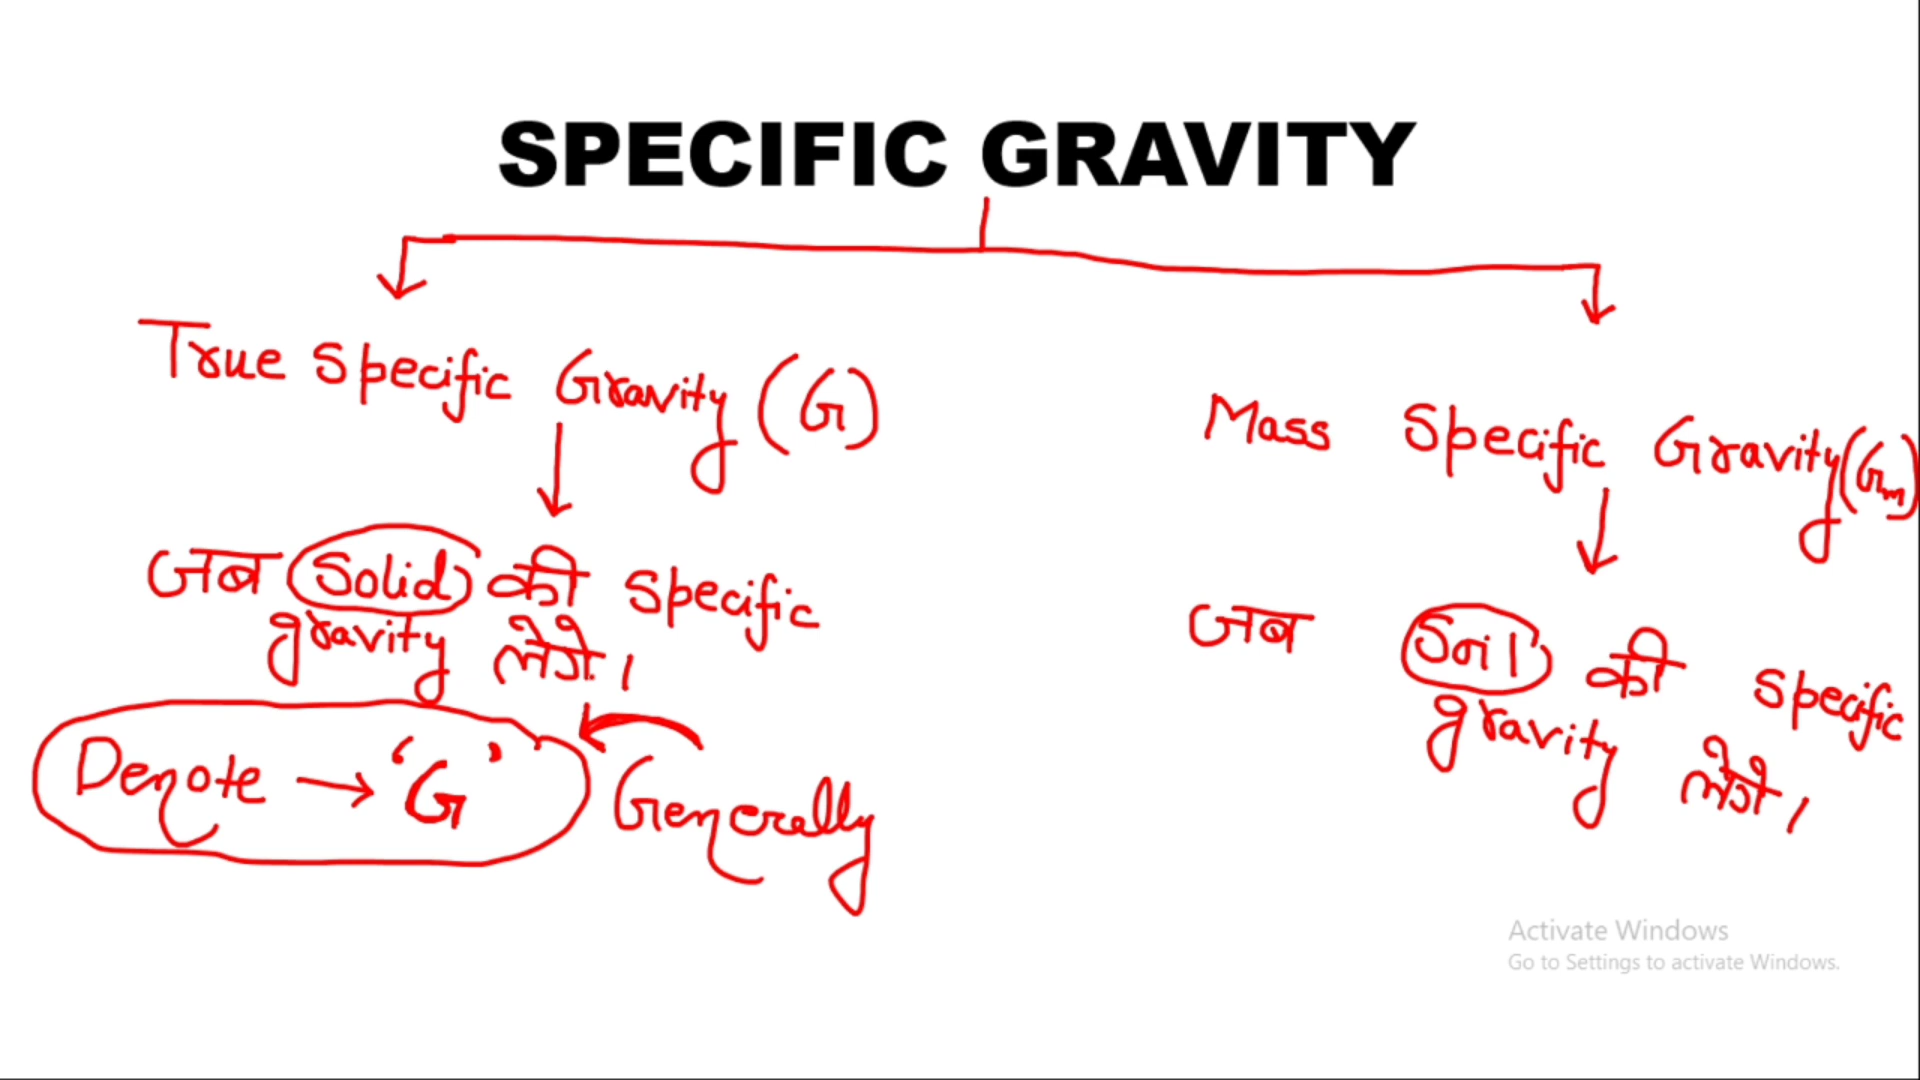 SPECIFIC GRAVITY
True Specific Gravity (G)
जब Solid की specific
gravity लेंगे।
Denote → 'G'
Generally
Mass Specific Gravity (Gm)
जब Soil की specific
gravity लेंगे।
Activate Windows
Go to Settings to activate Windows.